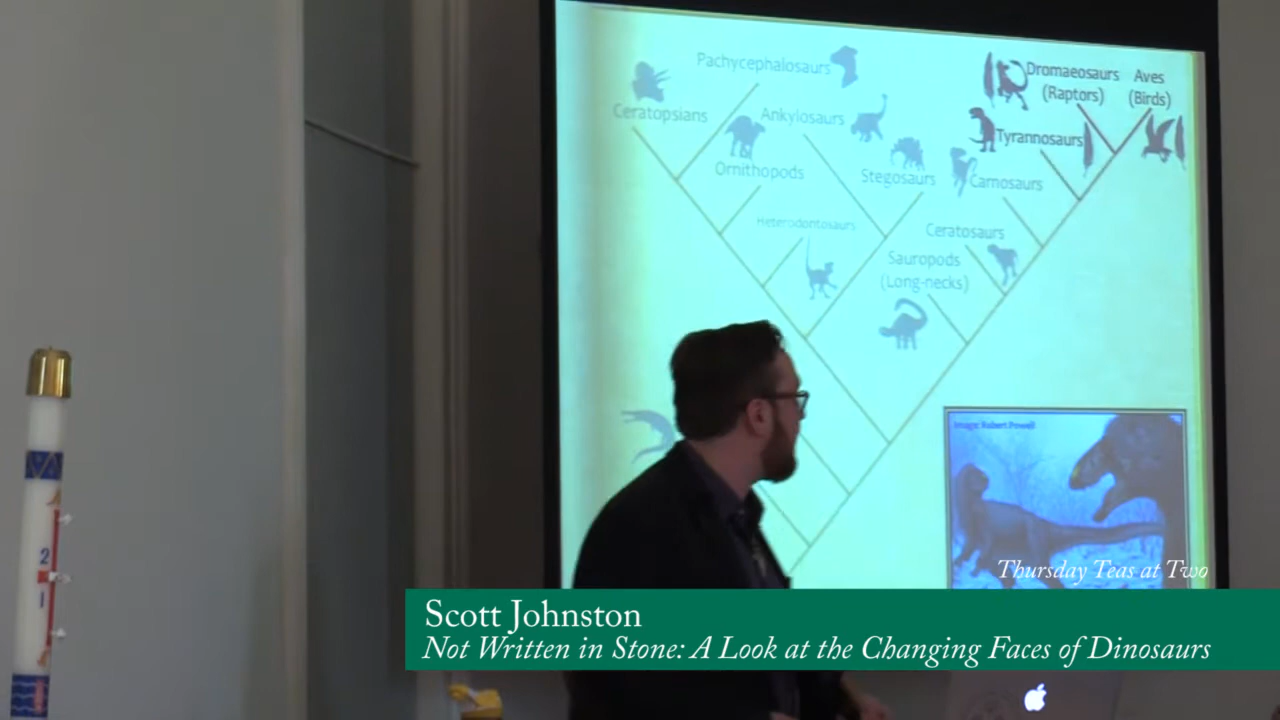 Pachycephalosaurs
Dromaeosaurs
(Raptors)
Aves
(Birds)
Ceratopsians
Ankylosaurs
Tyrannosaurs
Ornithopods
Stegosaurs
Carnosaurs
Heterodontosaurs
Ceratosaurs
Sauropods
(Long-necks)
Image: Robert Powell
2
1
Thursday Teas at Two
Scott Johnston
Not Written in Stone: A Look at the Changing Faces of Dinosaurs